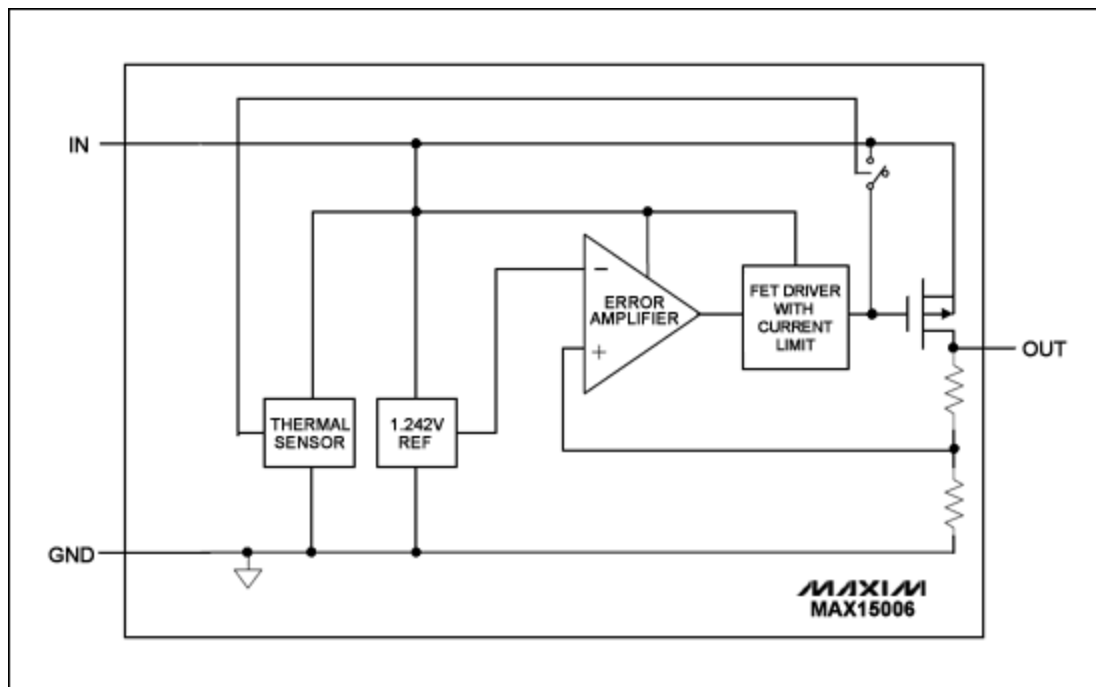 IN
−
ERROR
AMPLIFIER
+
FET DRIVER
WITH
CURRENT
LIMIT
OUT
THERMAL
SENSOR
1.242V
REF
GND
MAXIM
MAX15006